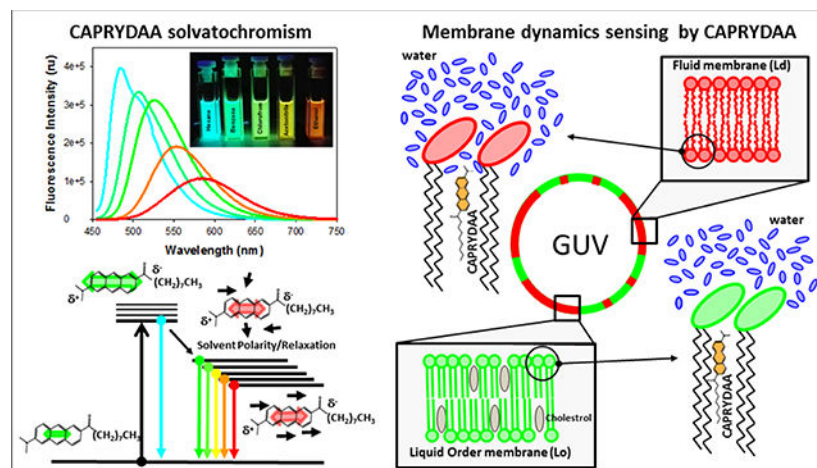 CAPRYDAA solvatochromism
Fluorescence Intensity (ru)
4e+5
3e+5
2e+5
1e+5
0
450 500 550 600 650 700 750
Wavelength (nm)
Hexane
Benzene
Chloroform
Acetonitrile
Ethanol
δ-
δ+
(CH2)7CH3
δ-
δ+
(CH2)7CH3
Solvent Polarity/Relaxation
δ-
δ+
(CH2)7CH3
(CH2)7CH3
Membrane dynamics sensing by CAPRYDAA
water
Fluid membrane (Ld)
CAPRYDAA
GUV
water
CAPRYDAA
Cholestrol
Liquid Order membrane (Lo)